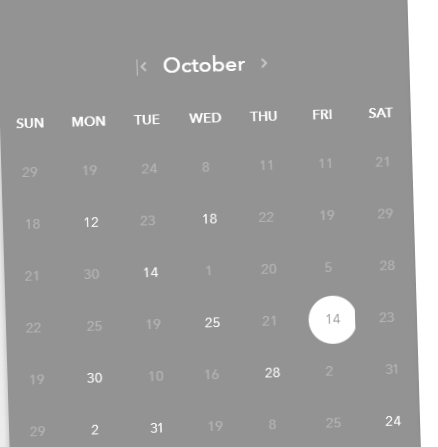 |< October >
SUN MON TUE WED THU FRI SAT
29 19 24 8 11 11 21
18 12 23 18 22 19 29
21 30 14 1 20 5 28
22 25 19 25 21 14 23
19 30 10 16 28 2 31
29 2 31 19 8 25 24